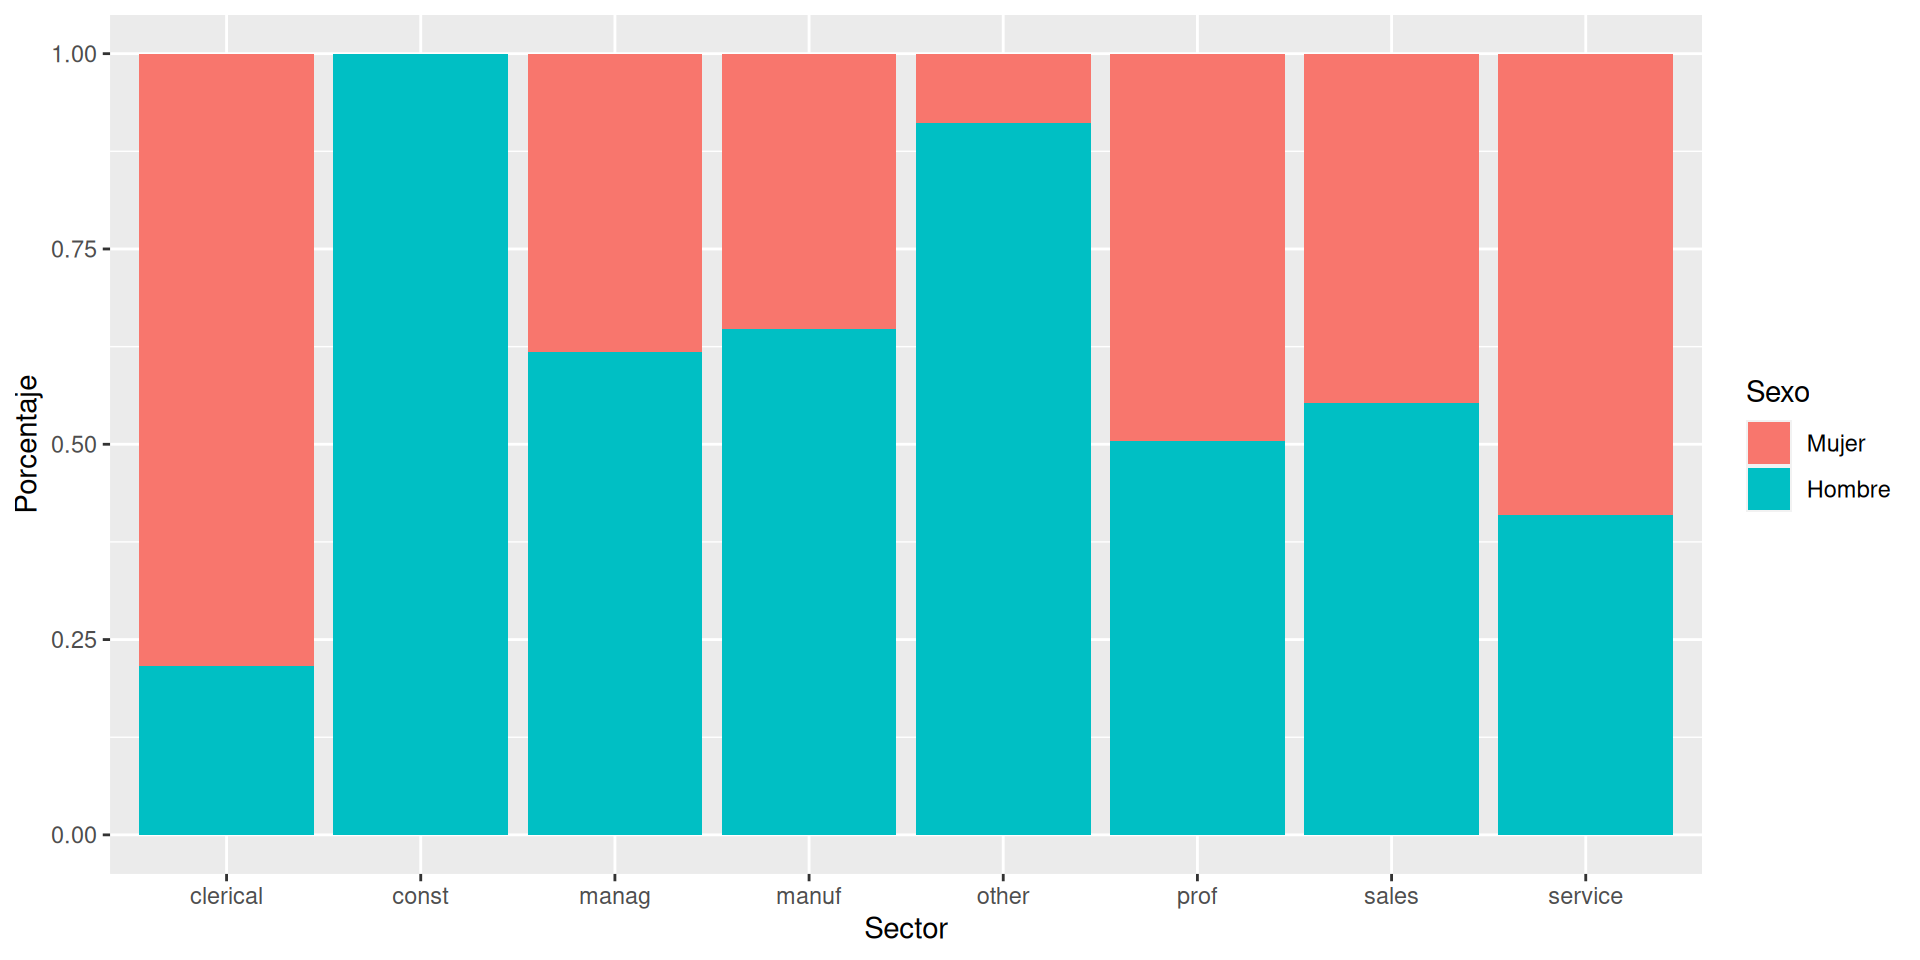 1.00
0.75
0.50
0.25
0.00
Porcentaje
clerical const manag manuf other prof sales service
Sector
Sexo
Mujer
Hombre